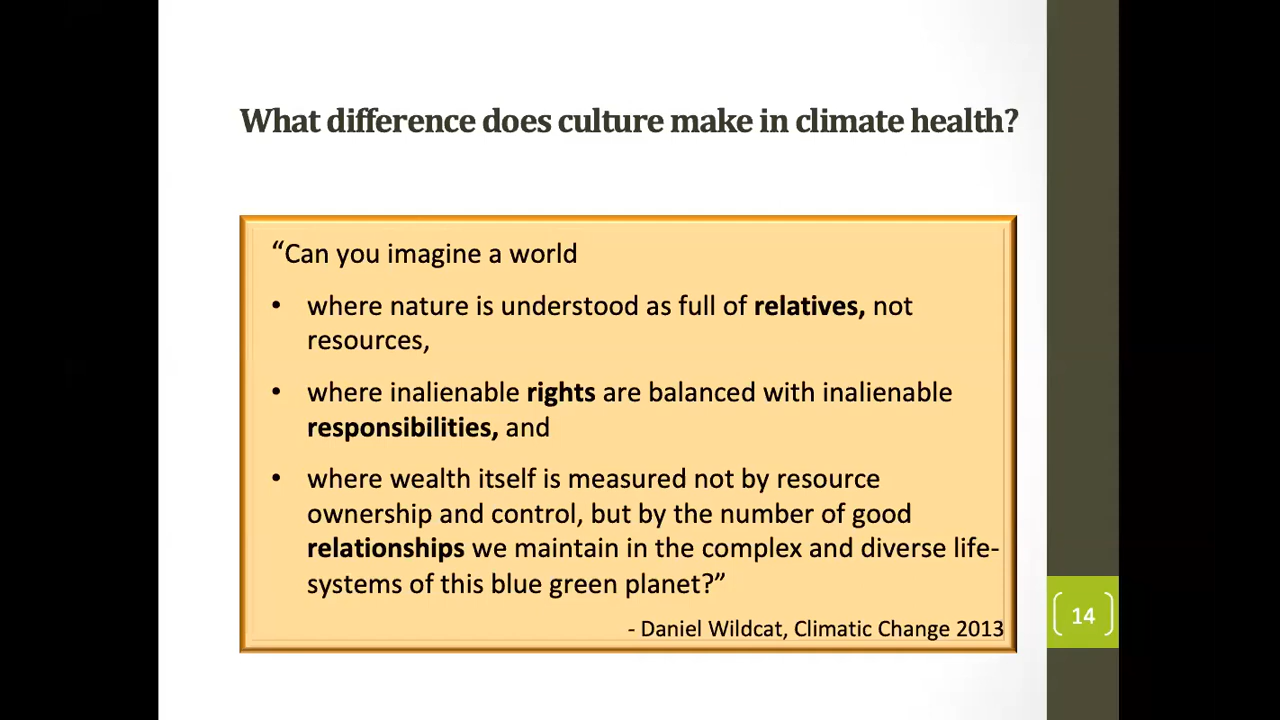 What difference does culture make in climate health?
“Can you imagine a world
• where nature is understood as full of relatives, not
resources,
• where inalienable rights are balanced with inalienable
responsibilities, and
• where wealth itself is measured not by resource
ownership and control, but by the number of good
relationships we maintain in the complex and diverse life-
systems of this blue green planet?”
- Daniel Wildcat, Climatic Change 2013
14